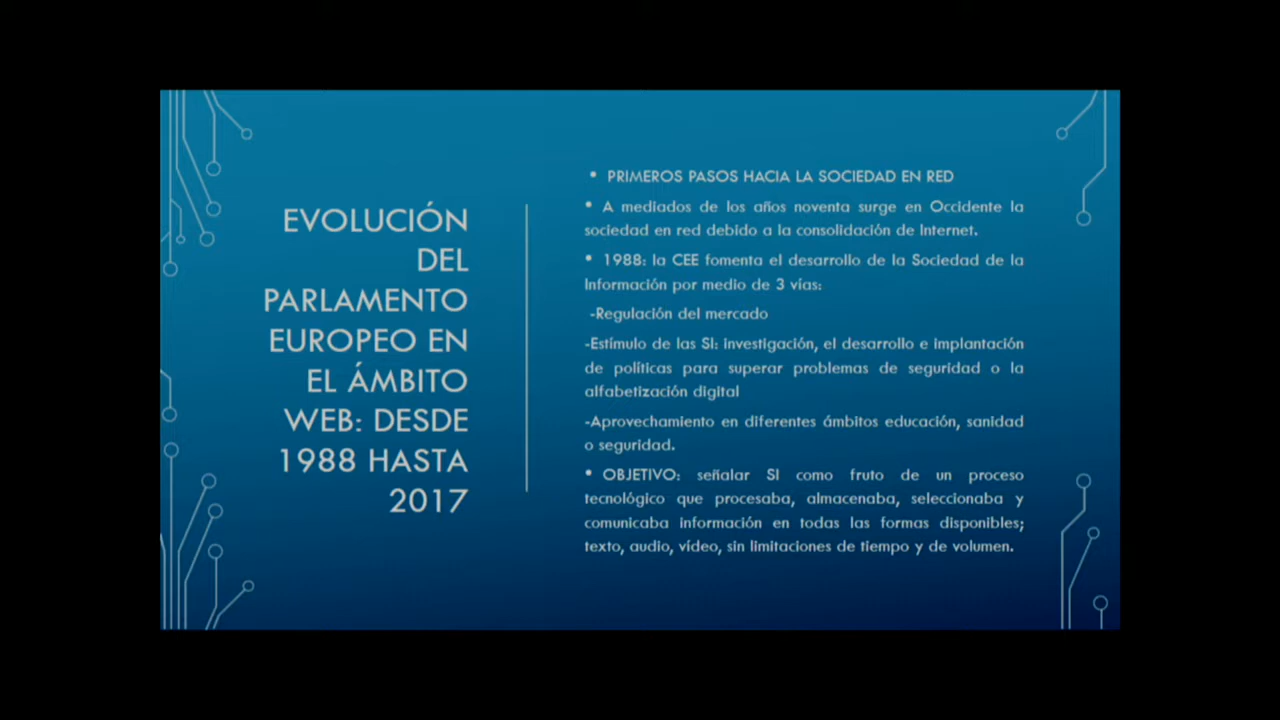 EVOLUCIÓN
DEL
PARLAMENTO
EUROPEO EN
EL ÁMBITO
WEB: DESDE
1988 HASTA
2017
• PRIMEROS PASOS HACIA LA SOCIEDAD EN RED
• A mediados de los años noventa surge en Occidente la
sociedad en red debido a la consolidación de Internet.
• 1988: la CEE fomenta el desarrollo de la Sociedad de la
Información por medio de 3 vías:
-Regulación del mercado
-Estímulo de las SI: investigación, el desarrollo e implantación
de políticas para superar problemas de seguridad o la
alfabetización digital
-Aprovechamiento en diferentes ámbitos educación, sanidad
o seguridad.
• OBJETIVO: señalar SI como fruto de un proceso
tecnológico que procesaba, almacenaba, seleccionaba y
comunicaba información en todas las formas disponibles;
texto, audio, vídeo, sin limitaciones de tiempo y de volumen.